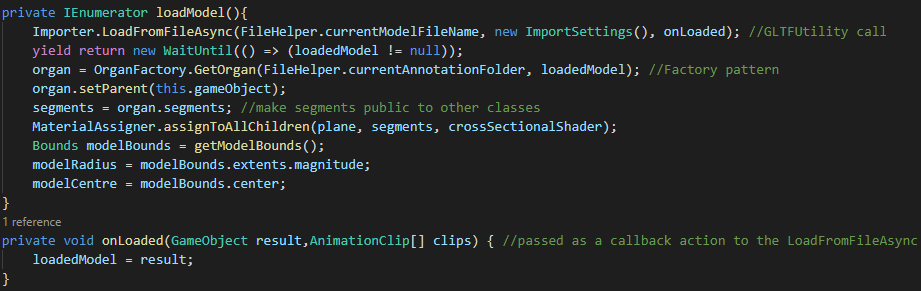 private IEnumerator loadModel(){
Importer.LoadFromFileAsync(FileHelper.currentModelFileName, new ImportSettings(), onLoaded); //GLTFUtility call
yield return new WaitUntil(() => (loadedModel != null));
organ = OrganFactory.GetOrgan(FileHelper.currentAnnotationFolder, loadedModel); //Factory pattern
organ.setParent(this.gameObject);
segments = organ.segments; //make segments public to other classes
MaterialAssigner.assignToAllChildren(plane, segments, crossSectionalShader);
Bounds modelBounds = getModelBounds();
modelRadius = modelBounds.extents.magnitude;
modelCentre = modelBounds.center;
}
1 reference
private void onLoaded(GameObject result,AnimationClip[] clips) { //passed as a callback action to the LoadFromFileAsync
loadedModel = result;
}